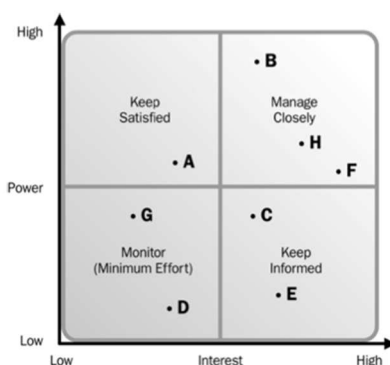 High
B
Keep
Satisfied
Manage
Closely
H
A
F
Power
G
C
Monitor
(Minimum Effort)
Keep
Informed
E
D
Low
Low
Interest
High